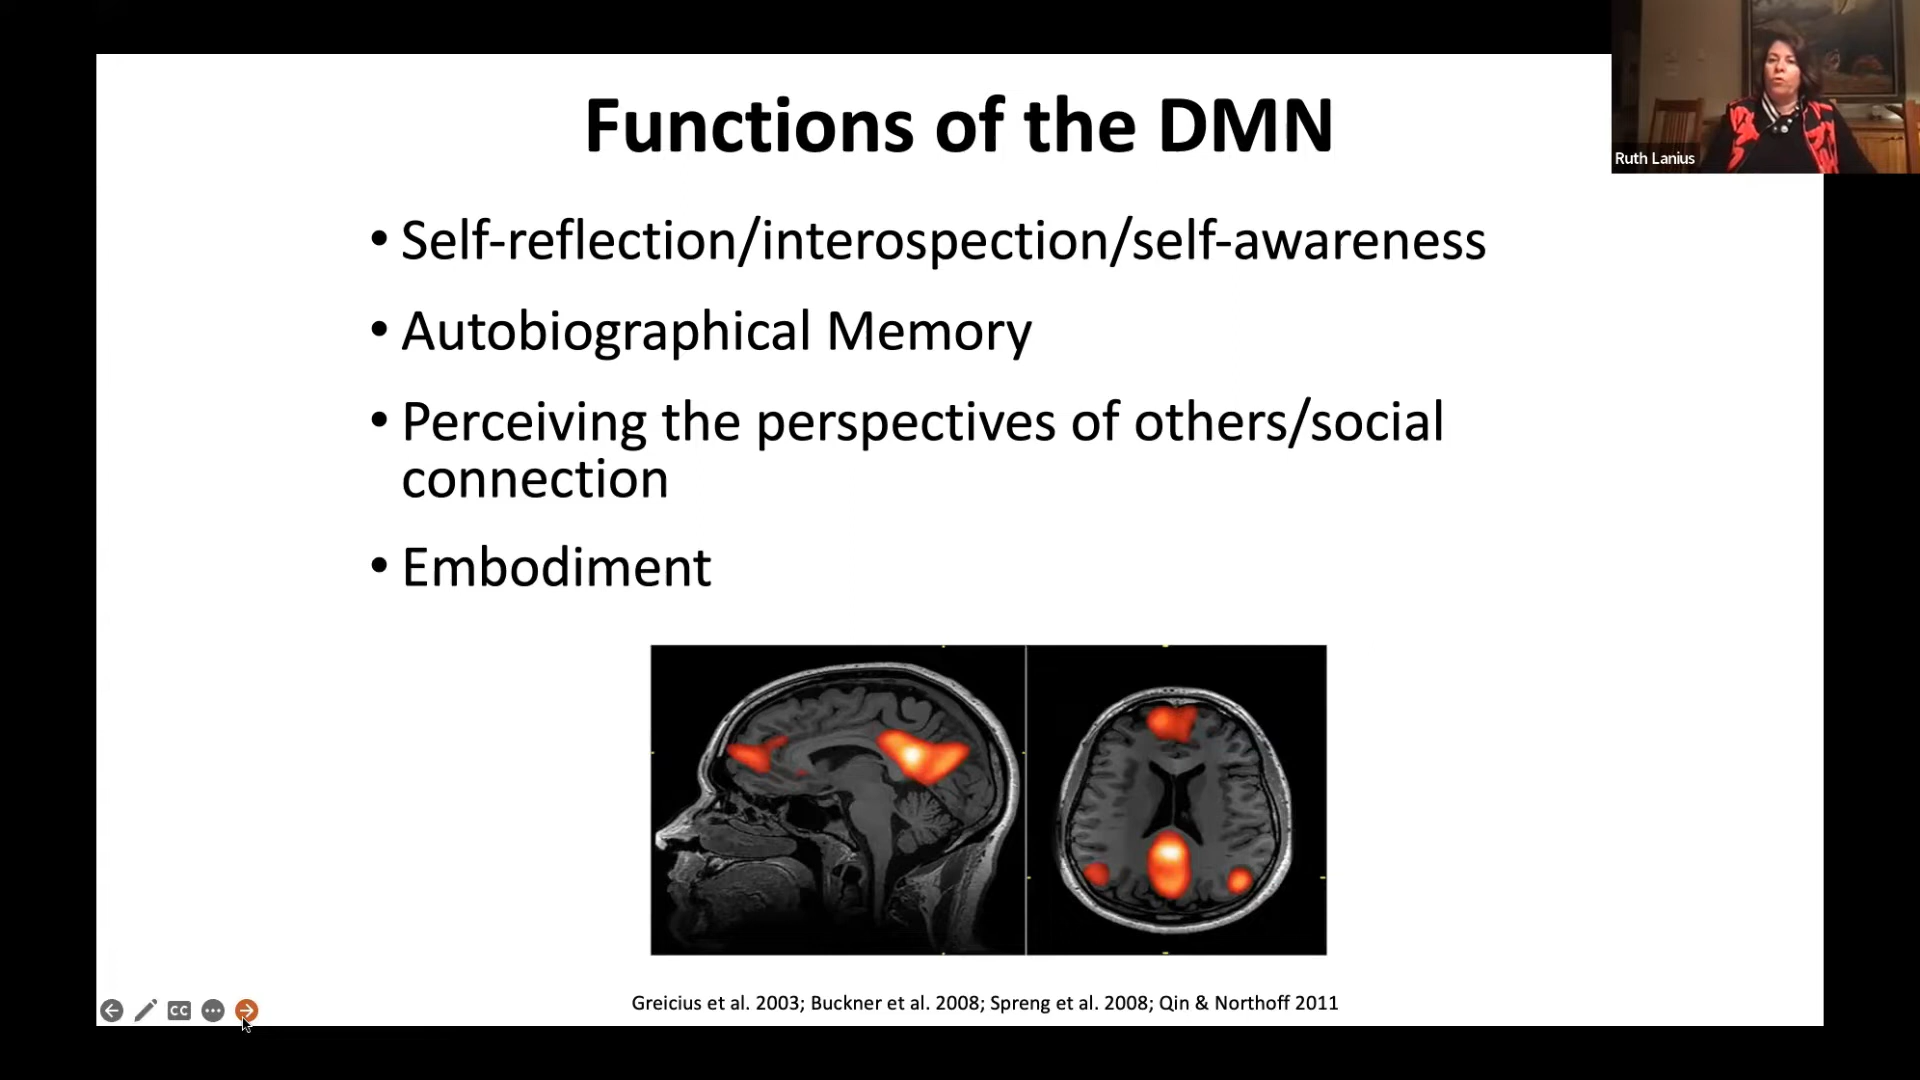 Functions of the DMN
Ruth Lanius
• Self-reflection/interospection/self-awareness
• Autobiographical Memory
• Perceiving the perspectives of others/social
connection
• Embodiment
Greicius et al. 2003; Buckner et al. 2008; Spreng et al. 2008; Qin & Northoff 2011
CC